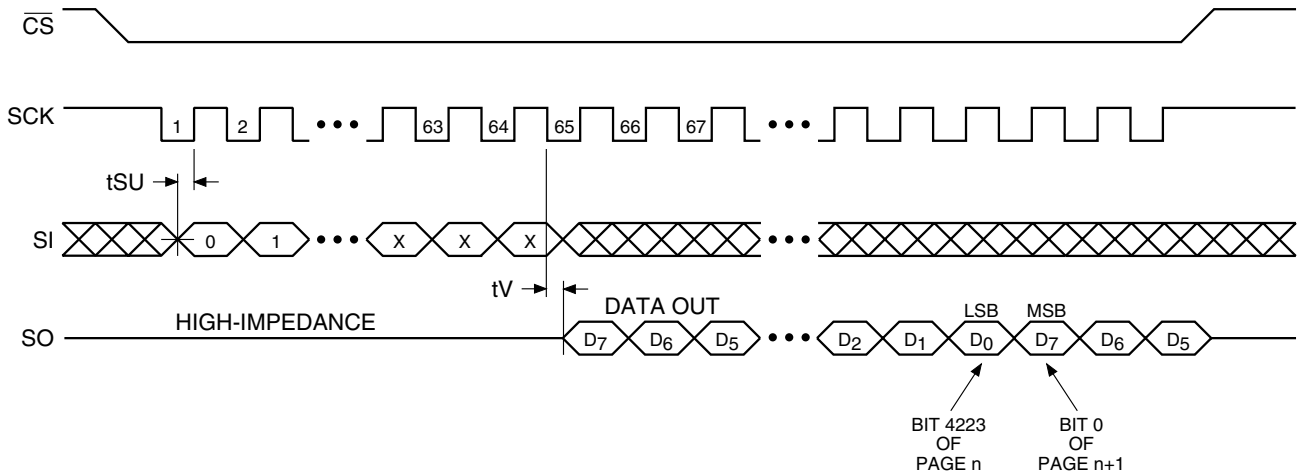 CS
SCK 1 2 ••• 63 64 65 66 67 •••
tSU
SI 0 1 ••• X X X •••
tV
DATA OUT
HIGH-IMPEDANCE
LSB MSB
SO D7 D6 D5 ••• D2 D1 D0 D7 D6 D5
BIT 4223
OF
PAGE n
BIT 0
OF
PAGE n+1